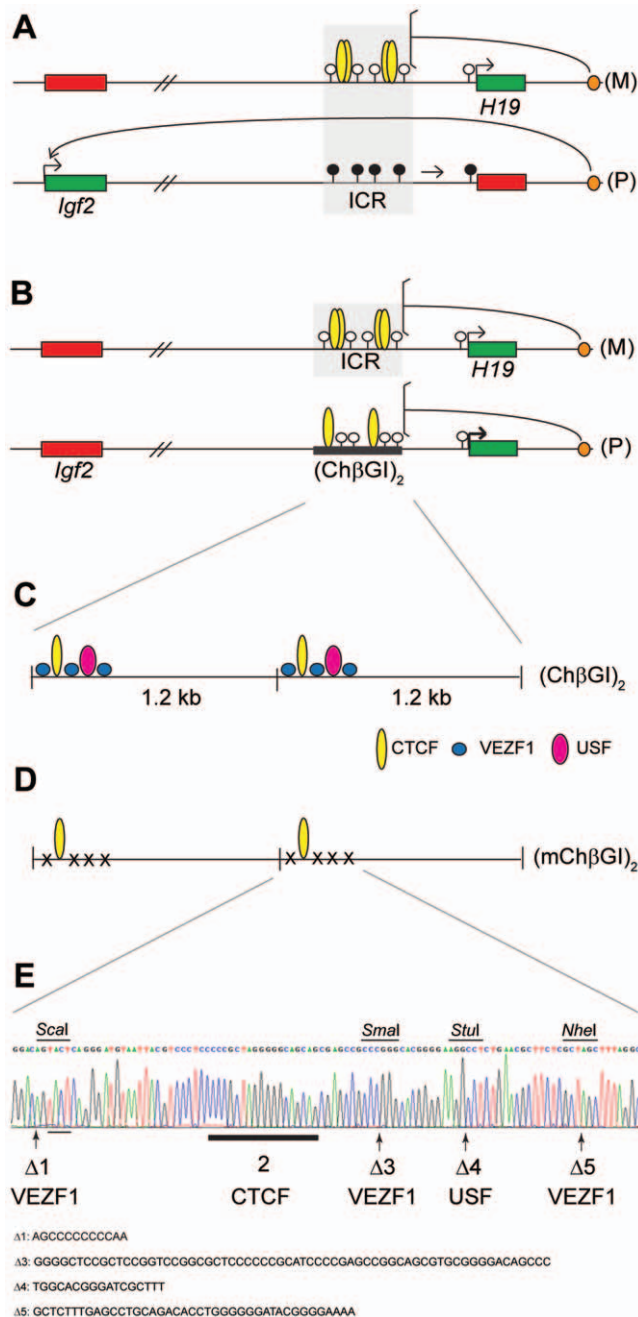 A
H19
(M)
(P)
Igf2
ICR
B
ICR
H19
(M)
(P)
Igf2
(ChβGI)2
C
1.2 kb
1.2 kb
(ChβGI)2
CTCF
VEZF1
USF
D
x
x x x
x
x x x
(mChβGI)2
E
ScaI
SmaI
StuI
NheI
GGACAGTACTCAGGGATGTAATTACGTCCCTCCCCCGCTAGGGGGCAGCAGCGAGCCGCCCGGGCACGGGGAAGGCCTCTGAACGCTTCTCGCTAGCTTTAGGC
Δ1
2
Δ3
Δ4
Δ5
VEZF1
CTCF
VEZF1
USF
VEZF1
Δ1: AGCCCCCCCCAA
Δ3: GGGGCTCCGCTCCGGTCCGGCGCTCCCCCCGCATCCCCGAGCCGGCAGCGTGCGGGGACAGCCC
Δ4: TGGCACGGGATCGCTTT
Δ5: GCTCTTTGAGCCTGCAGACACCTGGGGGGATACGGGGAAAA